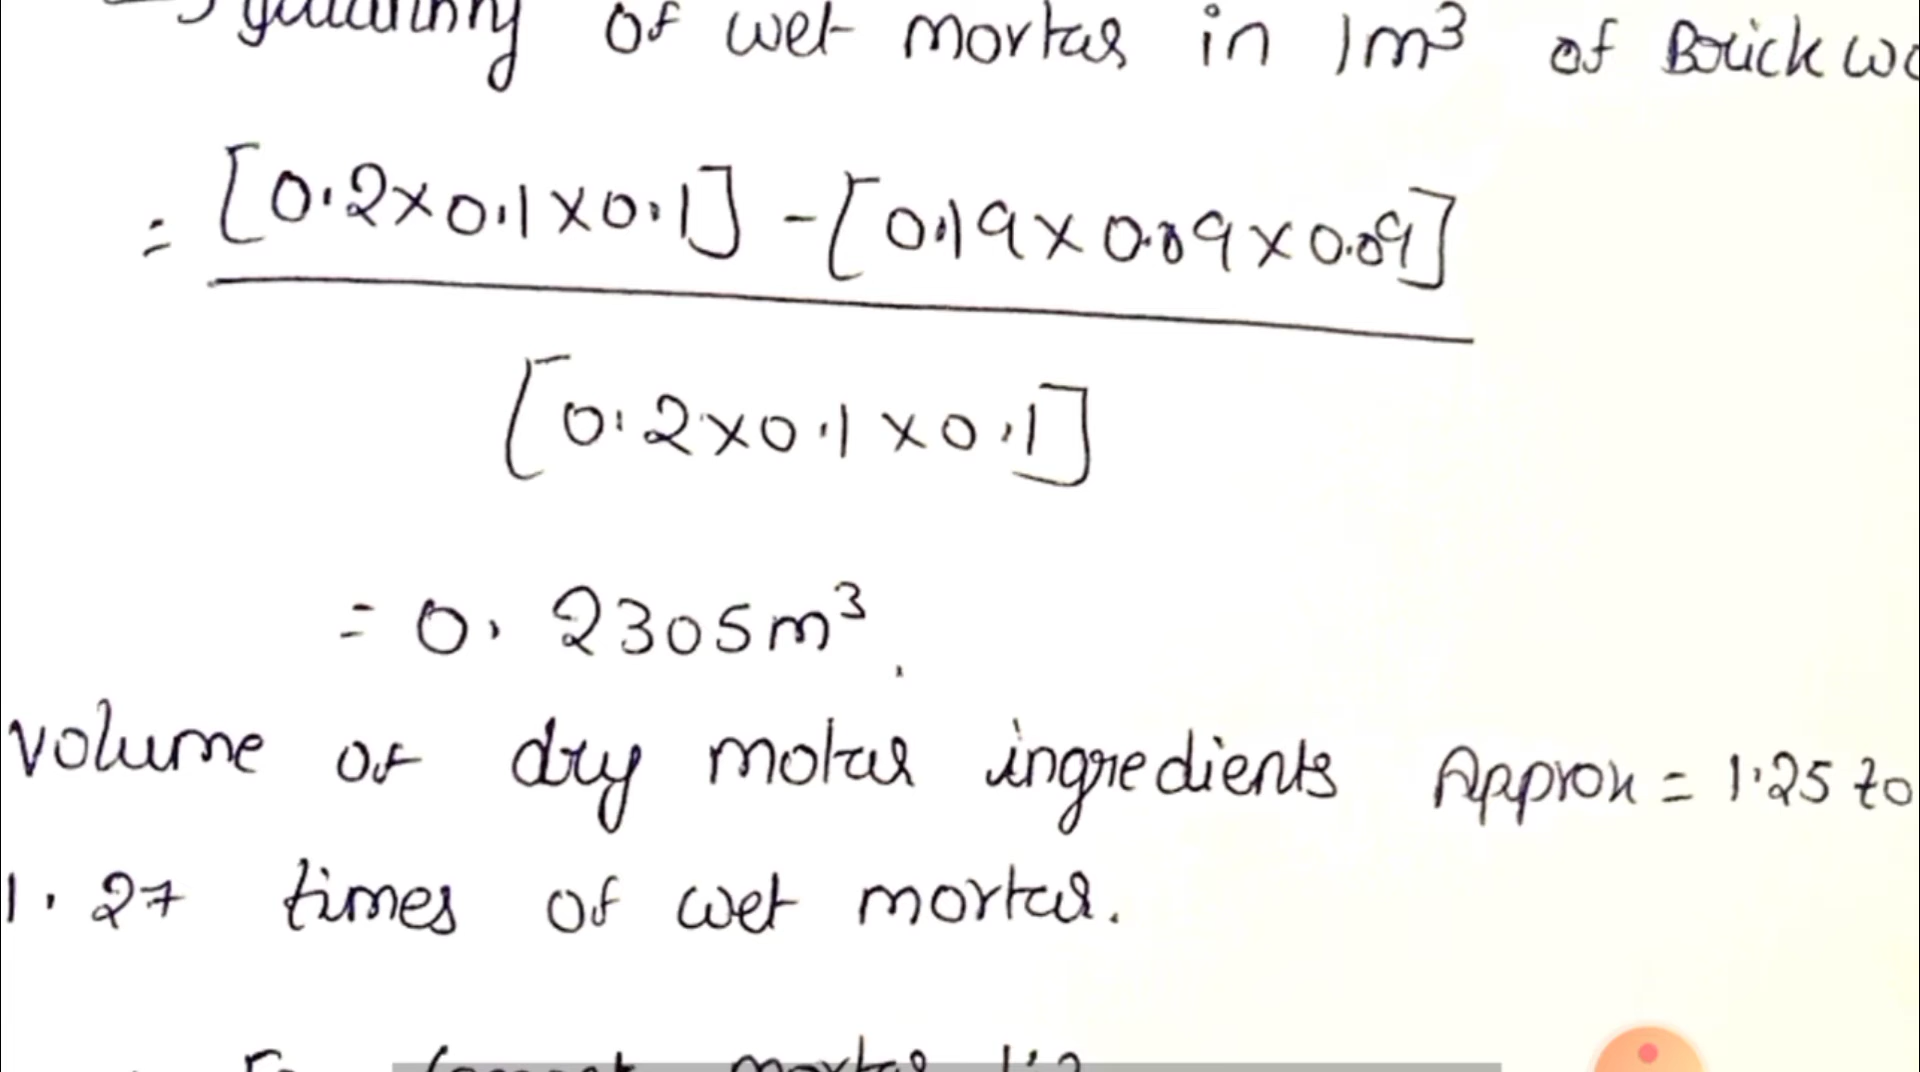 of wet mortar in 1m³ of Brick
= [0.2×0.1×0.1] - [0.19×0.09×0.09]
[0.2×0.1×0.1]
= 0.2305m³.
volume of dry motar ingredients Approx = 1.25 to
1.27 times of wet mortar.